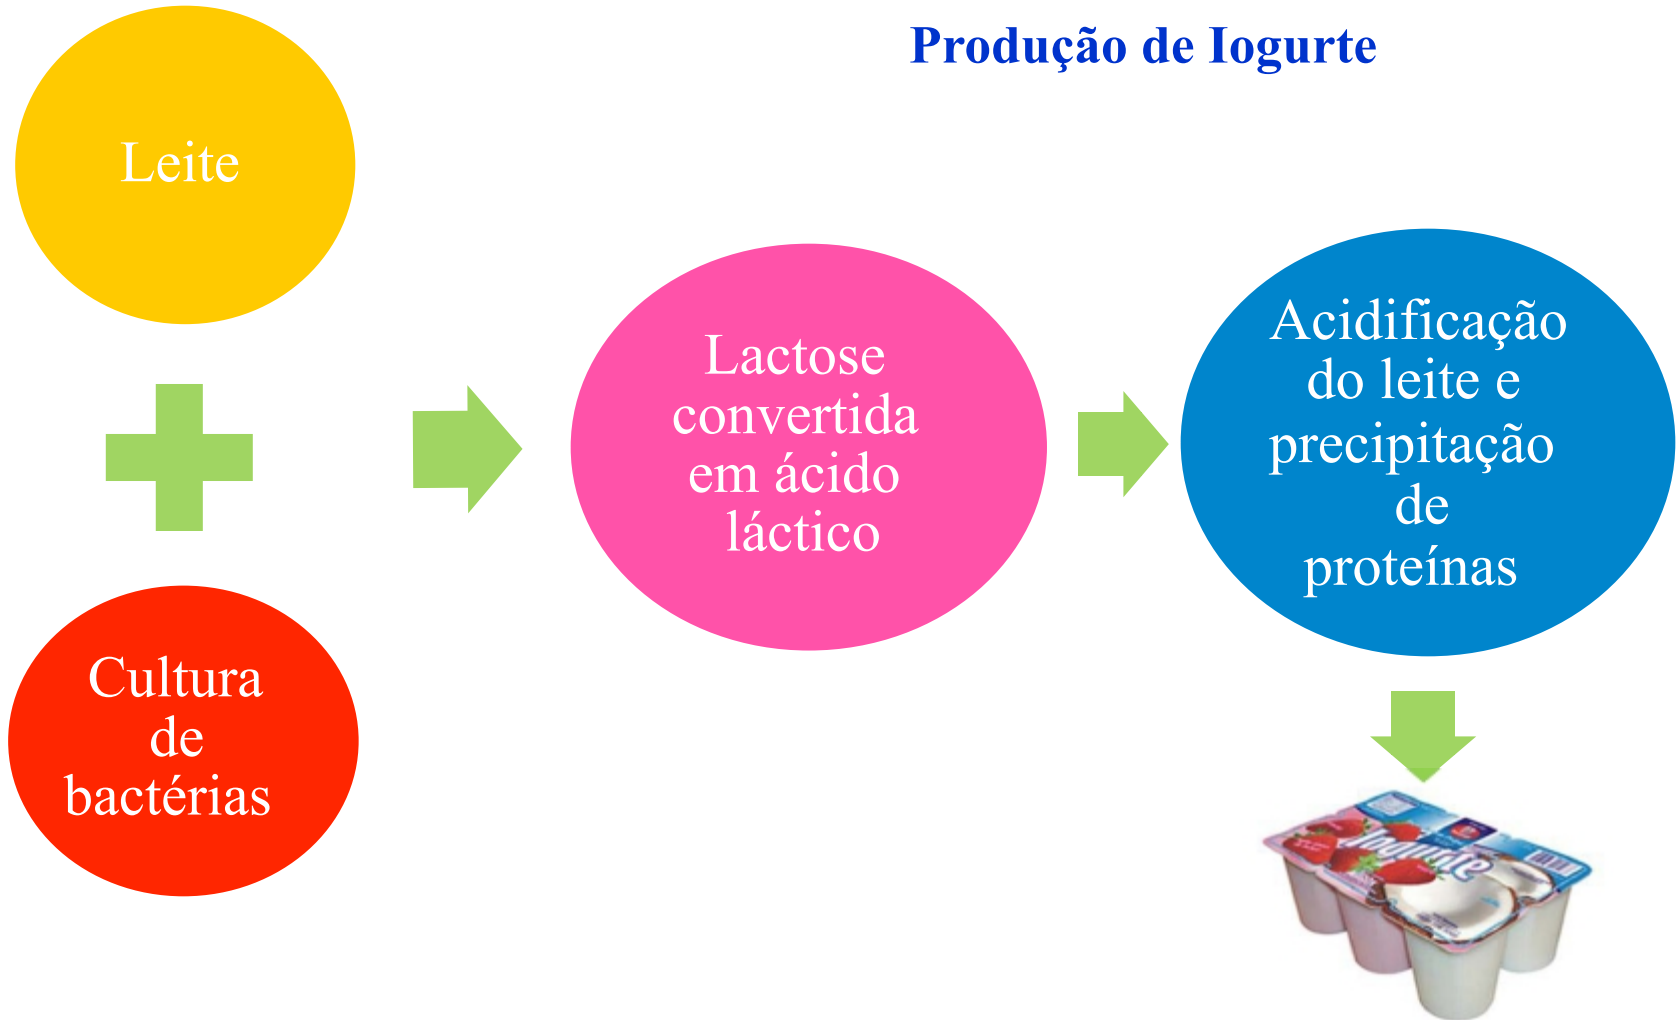 Produção de Iogurte
Leite
Cultura
de
bactérias
Lactose
convertida
em ácido
láctico
Acidificação
do leite e
precipitação
de
proteínas
Iogurte